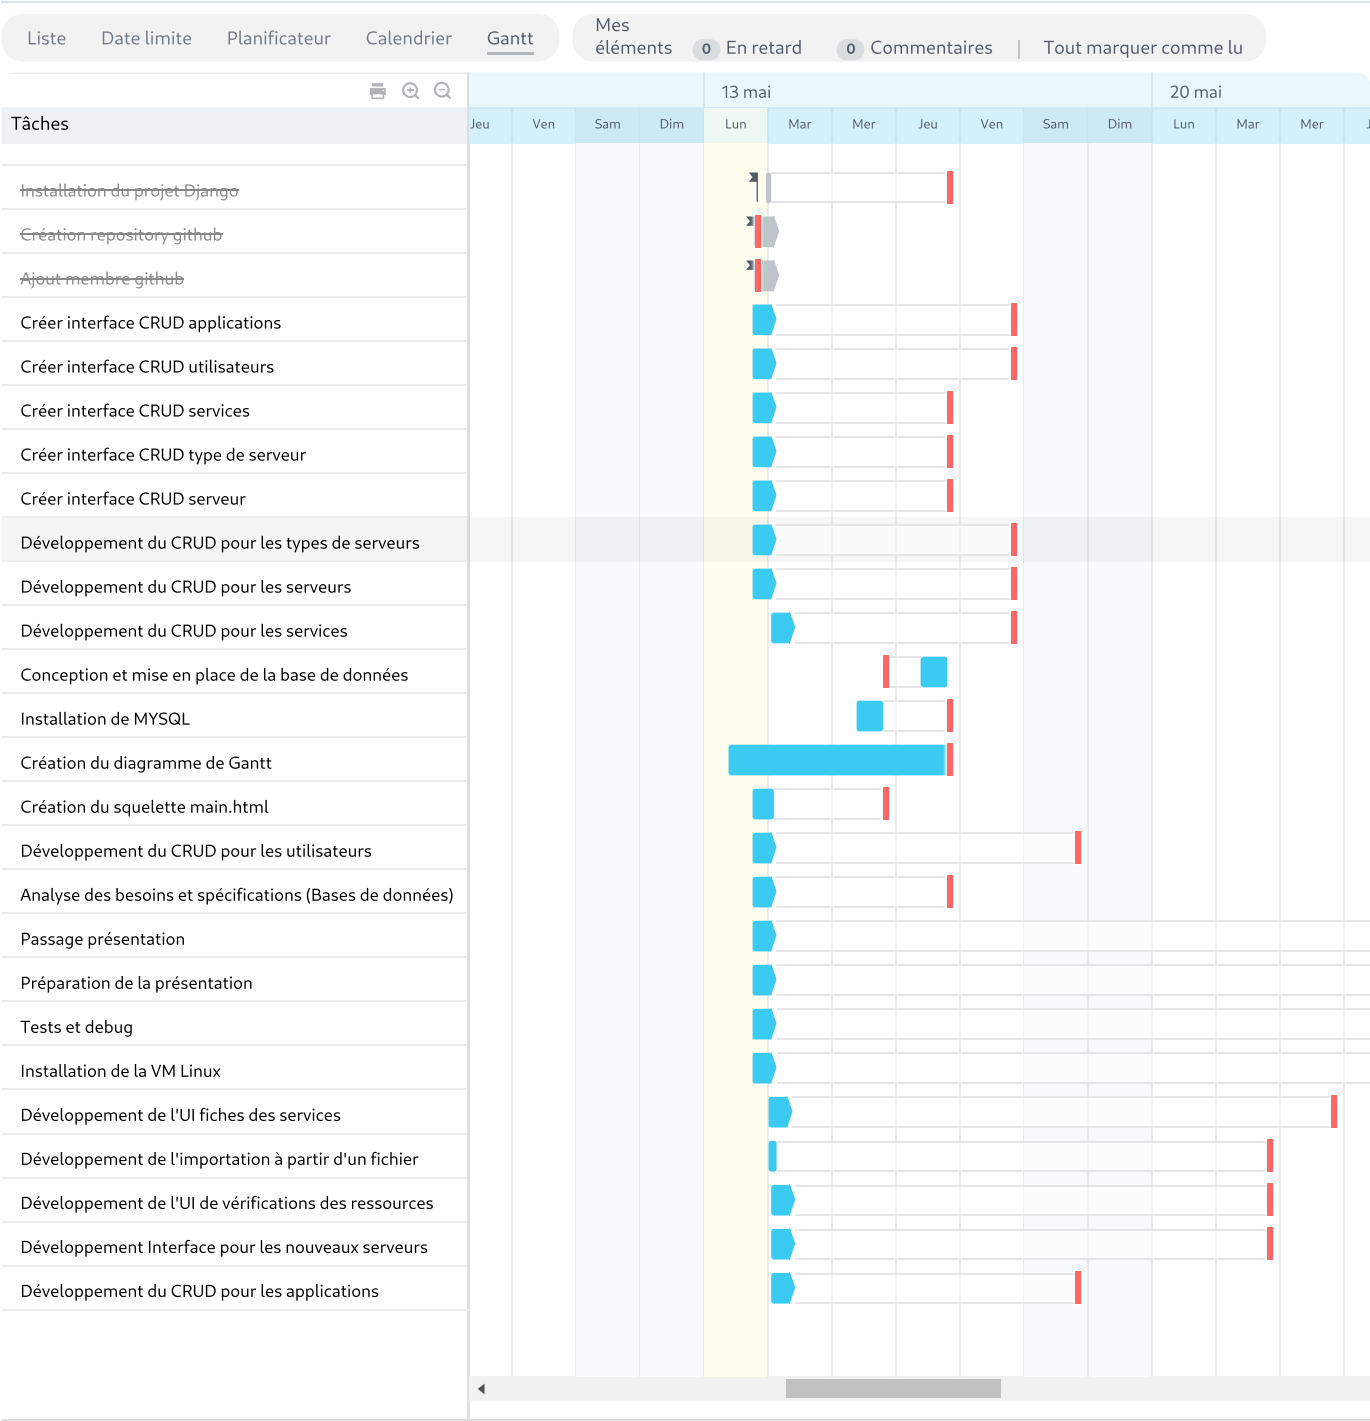 Liste Date limite Planificateur Calendrier Gantt
Mes
éléments 0 En retard 0 Commentaires | Tout marquer comme lu
13 mai 20 mai
Tâches
Jeu Ven Sam Dim Lun Mar Mer Jeu Ven Sam Dim Lun Mar Mer
Installation du projet Django
Création repository github
Ajout membre github
Créer interface CRUD applications
Créer interface CRUD utilisateurs
Créer interface CRUD services
Créer interface CRUD type de serveur
Créer interface CRUD serveur
Développement du CRUD pour les types de serveurs
Développement du CRUD pour les serveurs
Développement du CRUD pour les services
Conception et mise en place de la base de données
Installation de MYSQL
Création du diagramme de Gantt
Création du squelette main.html
Développement du CRUD pour les utilisateurs
Analyse des besoins et spécifications (Bases de données)
Passage présentation
Préparation de la présentation
Tests et debug
Installation de la VM Linux
Développement de l'UI fiches des services
Développement de l'importation à partir d'un fichier
Développement de l'UI de vérifications des ressources
Développement Interface pour les nouveaux serveurs
Développement du CRUD pour les applications